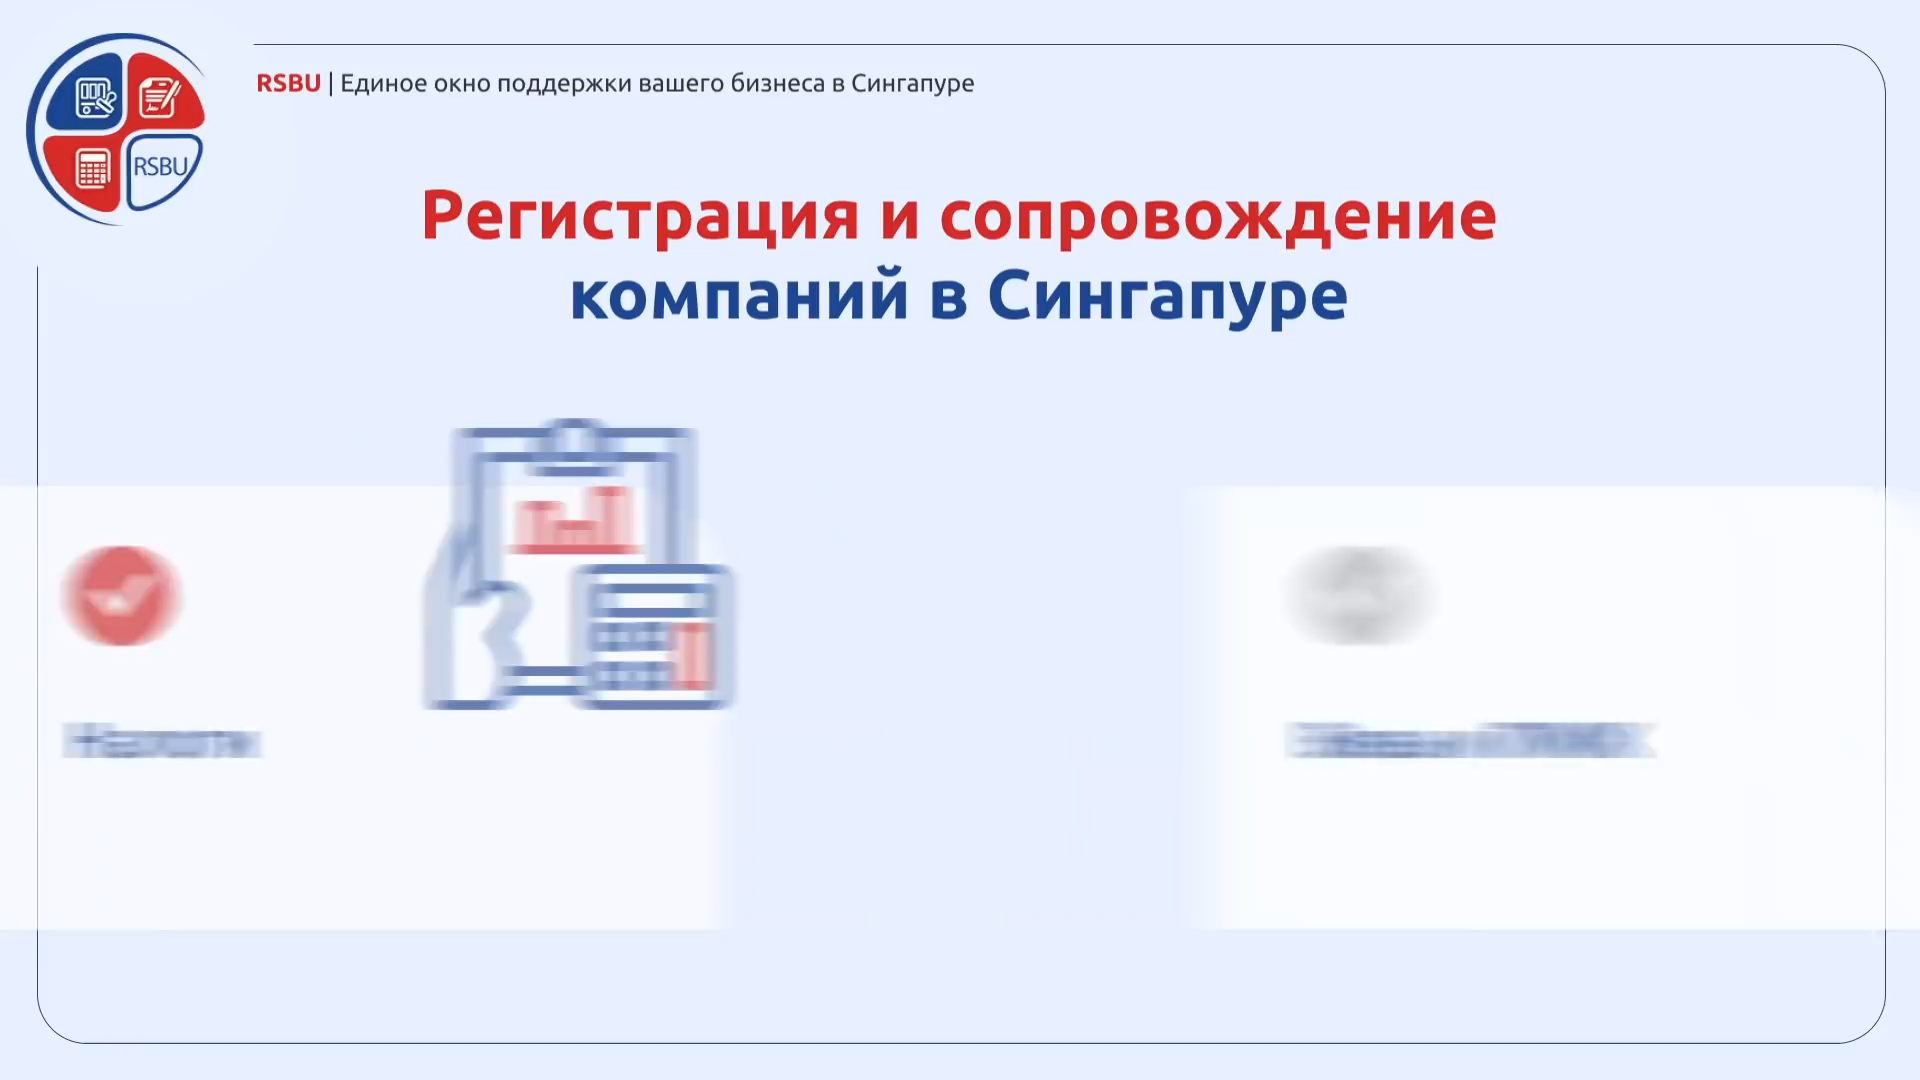 RSBU | Единое окно поддержки вашего бизнеса в Сингапуре
RSBU
Регистрация и сопровождение
компаний в Сингапуре